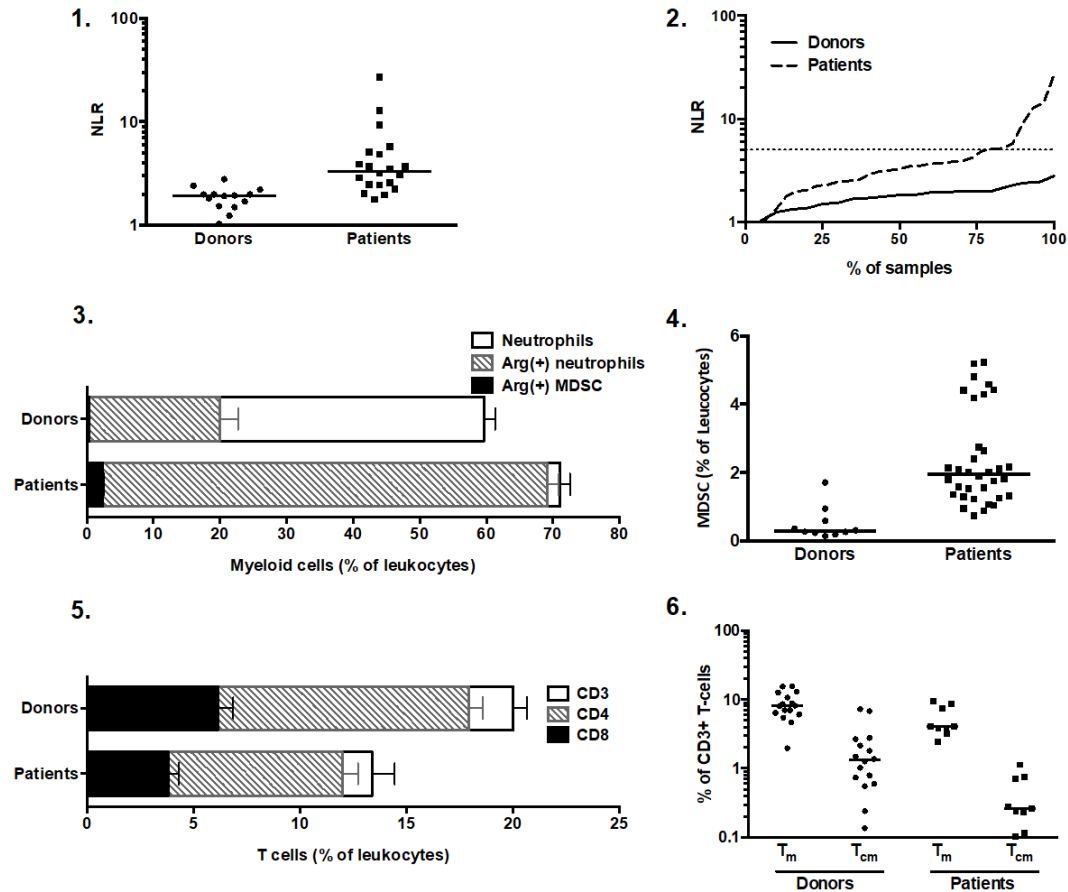 1.
100
10
1
NLR
Donors Patients
2.
100
10
1
NLR
Donors
Patients
0 25 50 75 100
% of samples
3.
Neutrophils
Arg(+) neutrophils
Arg(+) MDSC
Donors
Patients
0 10 20 30 40 50 60 70 80
Myeloid cells (% of leukocytes)
4.
6
4
2
0
MDSC (% of Leucocytes)
Donors Patients
5.
CD3
CD4
CD8
Donors
Patients
0 5 10 15 20 25
T cells (% of leukocytes)
6.
100
10
1
0.1
% of CD3+ T-cells
Tm Tcm Tm Tcm
Donors Patients